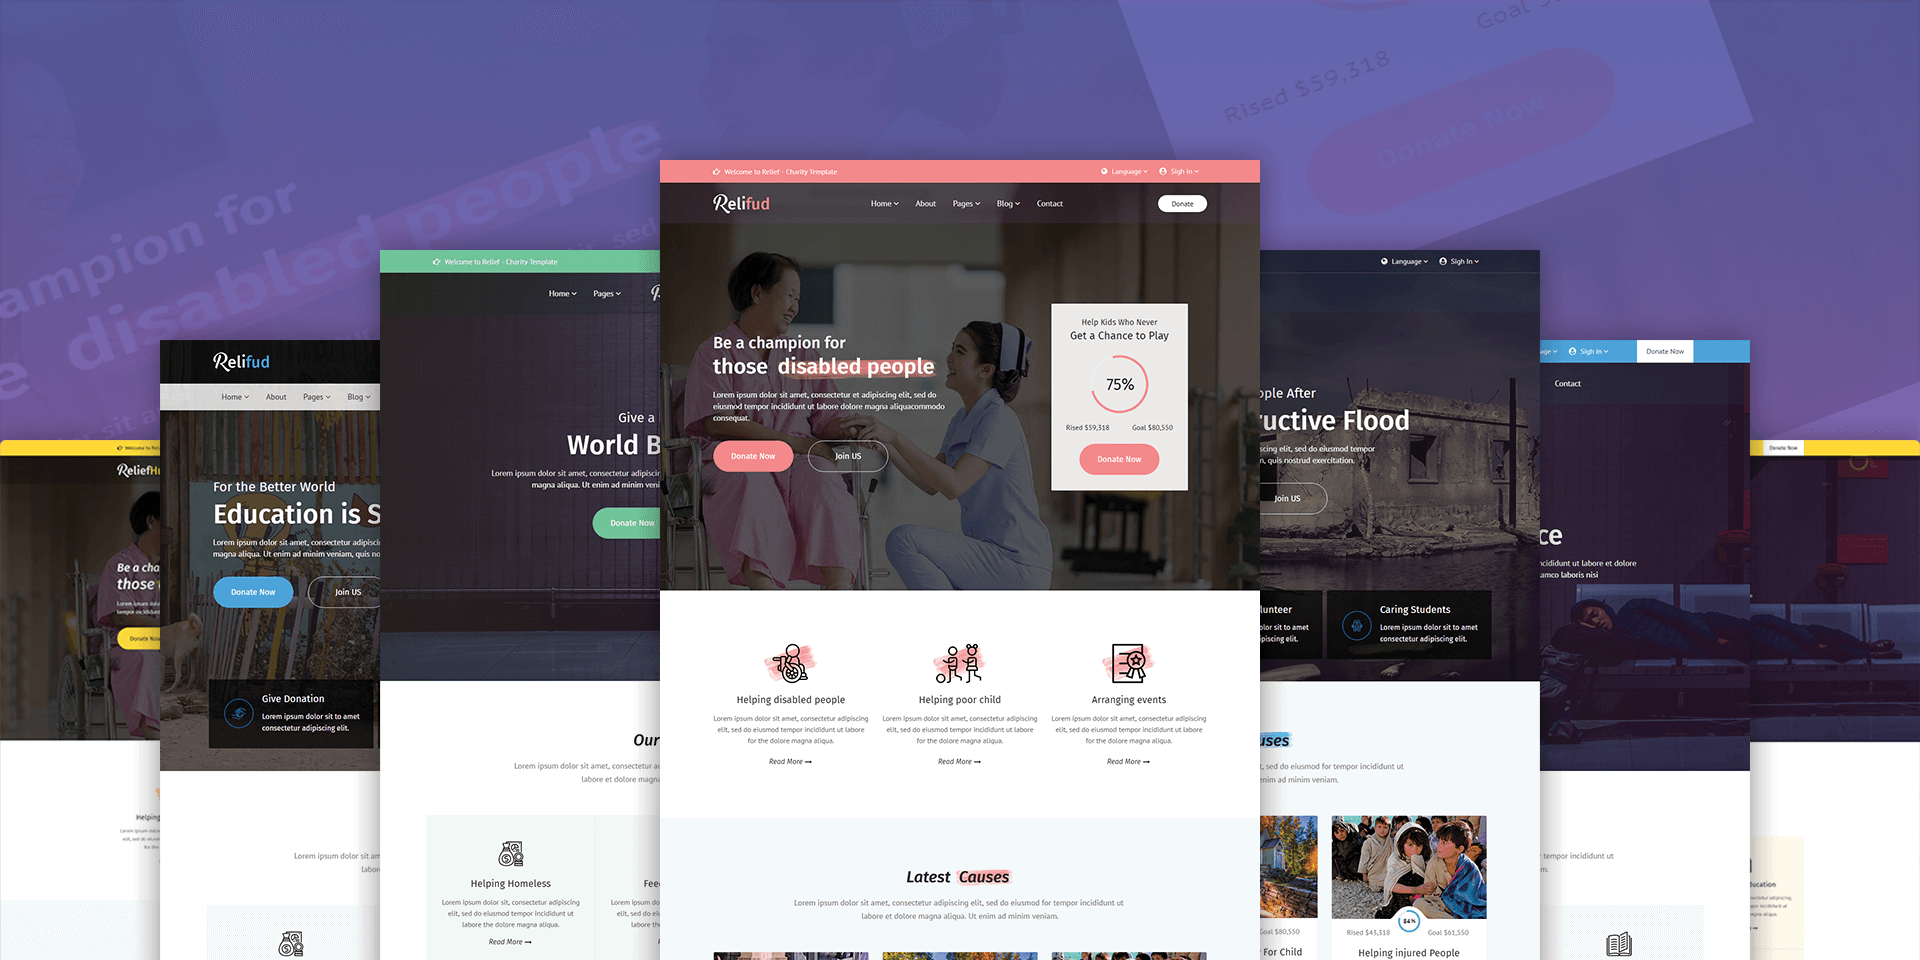 Goal
Rised $59,318
Donate Now
ampion for
disabled people
Welcome to Relief - Charity Template
Language
Sign In
Relifud
Home
About
Pages
Blog
Contact
Donate
Be a champion for
those disabled people
Lorem ipsum dolor sit amet, consectetur et adipiscing elit, sed do
eiusmod tempor incididunt ut labore dolore magna aliquacommodo
consequat.
Donate Now
Join US
Help Kids Who Never
Get a Chance to Play
75%
Rised $59,318
Goal $80,550
Donate Now
Helping disabled people
Lorem ipsum dolor sit amet, consectetur adipiscing
elit, sed do eiusmod tempor incididunt ut labore
for the dolore magna aliqua.
Read More
Helping poor child
Lorem ipsum dolor sit amet, consectetur adipiscing
elit, sed do eiusmod tempor incididunt ut labore
for the dolore magna aliqua.
Read More
Arranging events
Lorem ipsum dolor sit amet, consectetur adipiscing
elit, sed do eiusmod tempor incididunt ut labore
for the dolore magna aliqua.
Read More
Latest Causes
Lorem ipsum dolor sit amet, consectetur adipiscing elit, sed do eiusmod for tempor incididunt ut
labore et dolore magna aliqua. Ut enim ad minim veniam.
Welcome to Relief - Charity Template
Home
Pages
Give a
World B
Lorem ipsum dolor sit amet, consectetur adipiscin
magna aliqua. Ut enim ad minim veni
Donate Now
Our
Lorem ipsum dolor sit amet, consectetur a
labore et dolore magn
Helping Homeless
Lorem ipsum dolor sit amet, consectetur adipiscing
elit, sed do eiusmod tempor incididunt ut
labore the dolore magna aliqua.
Read More
Fee
Lorem ipsum do
elit, sed do
la
Relifud
Home
About
Pages
Blog
For the Better World
Education is S
Lorem ipsum dolor sit amet, consectetur adipisci
magna aliqua. Ut enim ad minim veniam, quis no
Donate Now
Join US
Give Donation
Lorem ipsum dolor sit amet
consectetur adipiscing elit.
Lorem ipsum dolor sit am
labor
Welcome to Relie
ReliefHu
Be a cha
those
Lorem ipsum dolor
tempor incididunt
Donate Now
Helping
Language
Sign In
ople After
ructive Flood
scing elit, sed do eiusmod tempor
n, quis nostrud exercitation.
Join US
lunteer
olor sit amet
ipiscing elit.
Caring Students
Lorem ipsum dolor sit amet
consectetur adipiscing elit.
uses
t, sed do eiusmod for tempor incididunt ut
enim ad minim veniam.
Goal $80,550
For Child
84%
Rised $43,318
Goal $61,550
Helping injured People
age
Sign In
Donate Now
Contact
ce
ncididunt ut labore et dolore
amco laboris nisi
tempor incididunt ut
m.
Donate Now
ducation